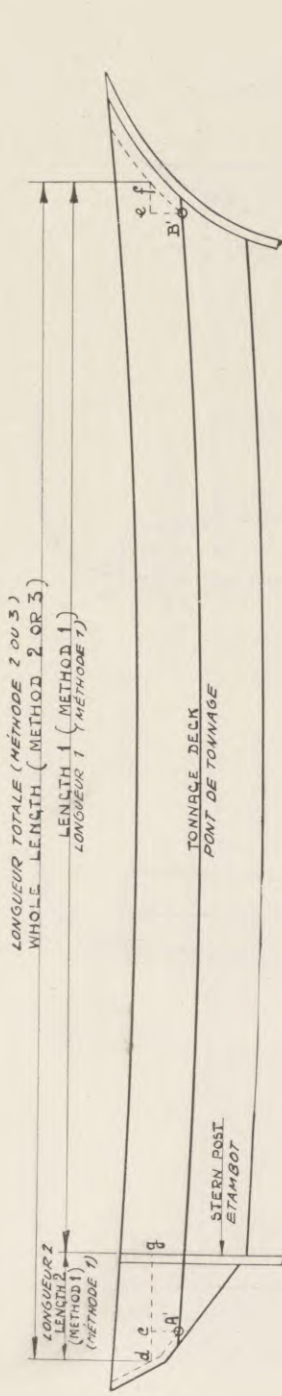 LONGUEUR TOTALE (MÉTHODE 2 OU 3)
WHOLE LENGTH (METHOD 2 OR 3)
LENGTH 1 (METHOD 1)
LONGUEUR 1 (MÉTHODE 1)
LONGUEUR 2
LENGTH 2
(METHOD 1)
(MÉTHODE 1)
d
c
A'
g
e
f
B'
TONNAGE DECK
PONT DE TONNAGE
STERN POST
ETAMBOT